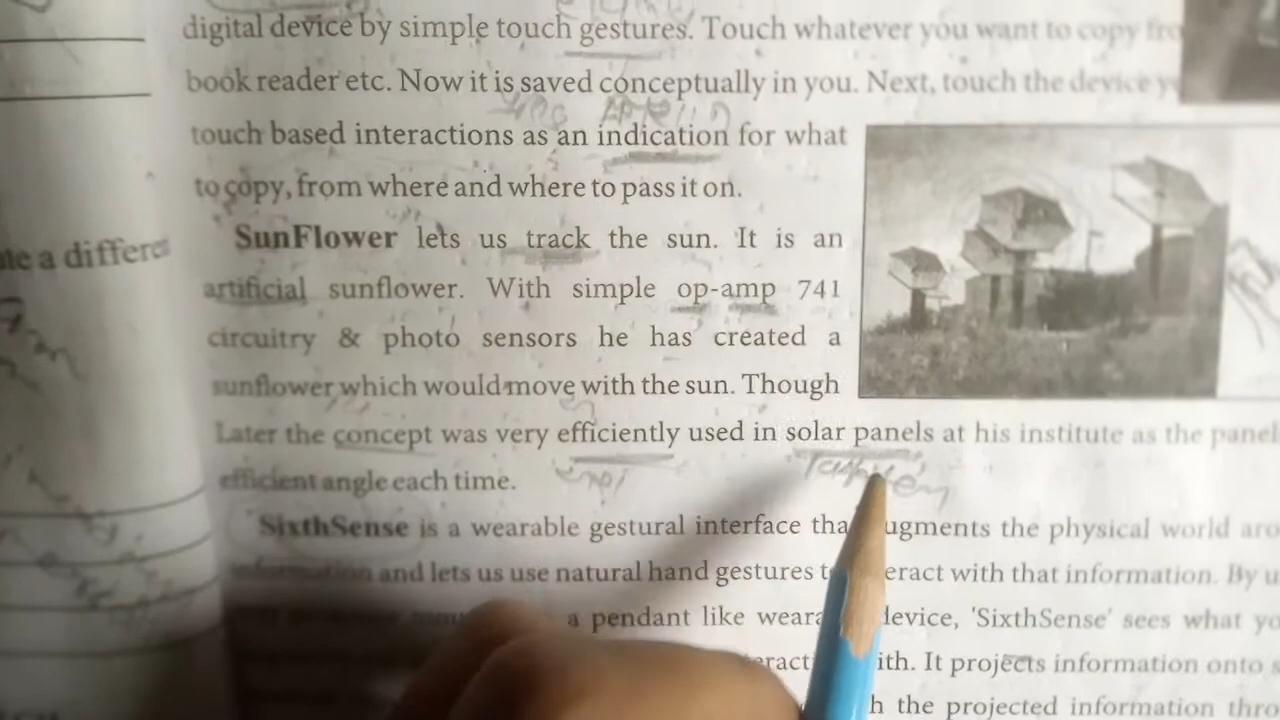 digital device by simple touch gestures. Touch whatever you want to copy fro
book reader etc. Now it is saved conceptually in you. Next, touch the device y
touch based interactions as an indication for what
to copy, from where and where to pass it on.
SunFlower lets us track the sun. It is an
artificial sunflower. With simple op-amp 741
circuitry & photo sensors he has created a
sunflower which would move with the sun. Though
Later the concept was very efficiently used in solar panels at his institute as the panel
efficient angle each time.
SixthSense is a wearable gestural interface tha ugments the physical world aro
information and lets us use natural hand gestures t eract with that information. By u
a pendant like weara device, 'SixthSense' sees what yo
eract ith. It projects information onto s
h the projected information thro
ate a differe